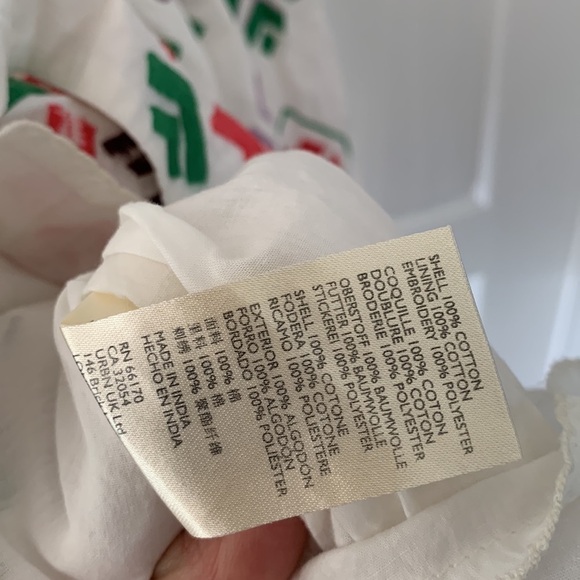 SHELL 100% COTTON
LINING 100% COTTON
EMBROIDERY 100% POLYESTER
COQUILLE 100% COTON
DOUBLURE 100% COTON
BRODERIE 100% POLYESTER
OBERSTOFF 100% BAUMWOLLE
FUTTER 100% BAUMWOLLE
STICKEREI 100% POLYESTER
SHELL 100% COTONE
FODERA 100% COTONE
RICAMO 100% POLIESTERE
EXTERIOR 100% ALGODÓN
FORRO 100% ALGODÓN
BORDADO 100% POLIÉSTER
面料 100% 棉
里料 100% 棉
刺绣 100% 聚酯纤维
MADE IN INDIA
HECHO EN INDIA
RN 66170
CA 32054
URBN UK Ltd
146